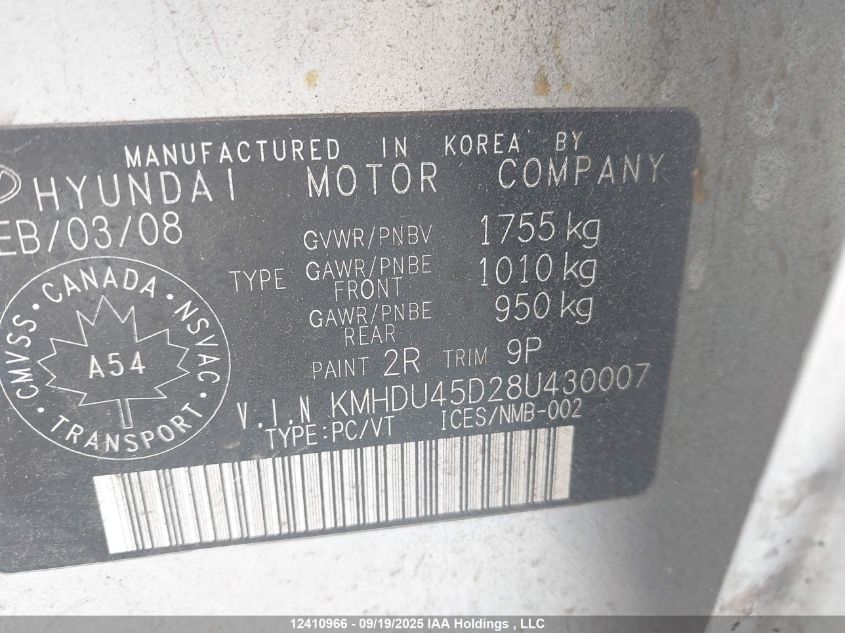 MANUFACTURED IN KOREA BY
HYUNDAI MOTOR COMPANY
EB/03/08
GVWR/PNBV 1755 kg
TYPE GAWR/PNBE FRONT 1010 kg
GAWR/PNBE REAR 950 kg
PAINT 2R TRIM 9P
V.I.N KMHDU45D28U430007
TYPE:PC/VT ICES/NMB-002
CMVSS · CANADA · NSVAC
A54
TRANSPORT
12410966 - 09/19/2025 IAA Holdings , LLC